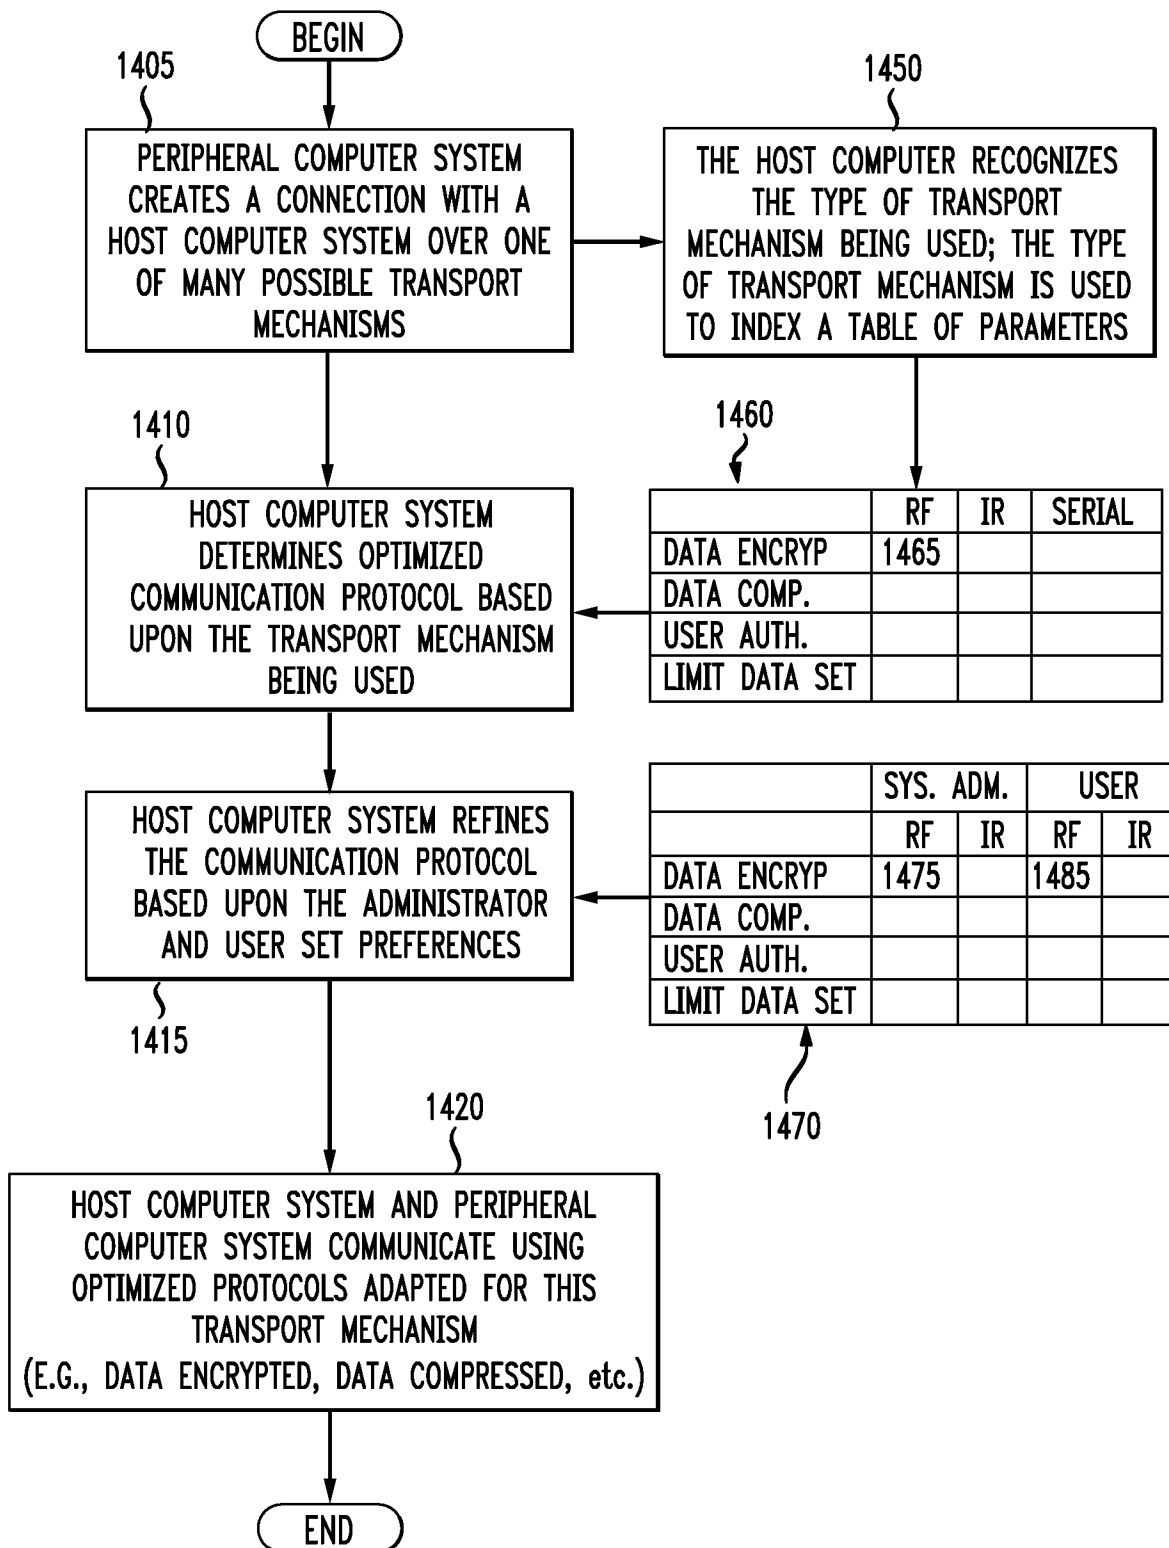 BEGIN
1405
PERIPHERAL COMPUTER SYSTEM
CREATES A CONNECTION WITH A
HOST COMPUTER SYSTEM OVER ONE
OF MANY POSSIBLE TRANSPORT
MECHANISMS
1450
THE HOST COMPUTER RECOGNIZES
THE TYPE OF TRANSPORT
MECHANISM BEING USED; THE TYPE
OF TRANSPORT MECHANISM IS USED
TO INDEX A TABLE OF PARAMETERS
1410
HOST COMPUTER SYSTEM
DETERMINES OPTIMIZED
COMMUNICATION PROTOCOL BASED
UPON THE TRANSPORT MECHANISM
BEING USED
1460
RF IR SERIAL
DATA ENCRYP 1465
DATA COMP.
USER AUTH.
LIMIT DATA SET
HOST COMPUTER SYSTEM REFINES
THE COMMUNICATION PROTOCOL
BASED UPON THE ADMINISTRATOR
AND USER SET PREFERENCES
1415
SYS. ADM. USER
RF IR RF IR
DATA ENCRYP 1475 1485
DATA COMP.
USER AUTH.
LIMIT DATA SET
1470
1420
HOST COMPUTER SYSTEM AND PERIPHERAL
COMPUTER SYSTEM COMMUNICATE USING
OPTIMIZED PROTOCOLS ADAPTED FOR THIS
TRANSPORT MECHANISM
(E.G., DATA ENCRYPTED, DATA COMPRESSED, etc.)
END